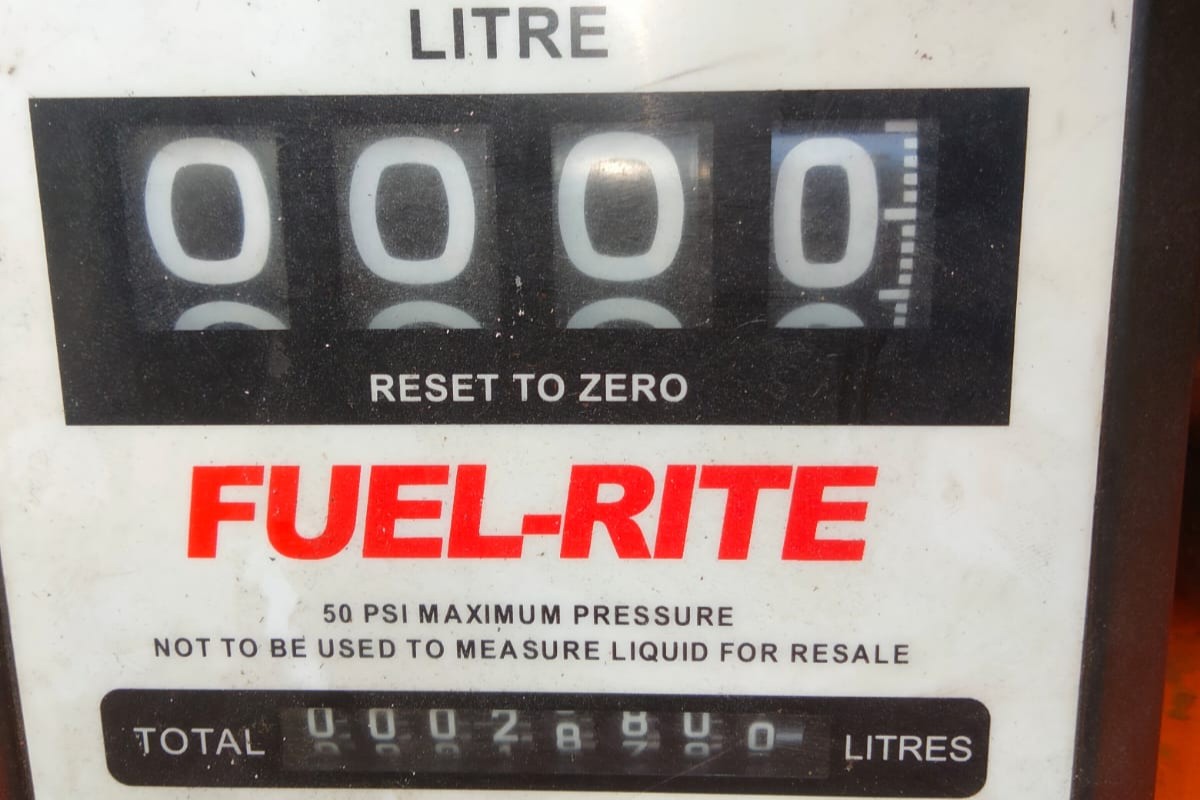 LITRE
0000
RESET TO ZERO
FUEL-RITE
50 PSI MAXIMUM PRESSURE
NOT TO BE USED TO MEASURE LIQUID FOR RESALE
TOTAL 00028800 LITRES